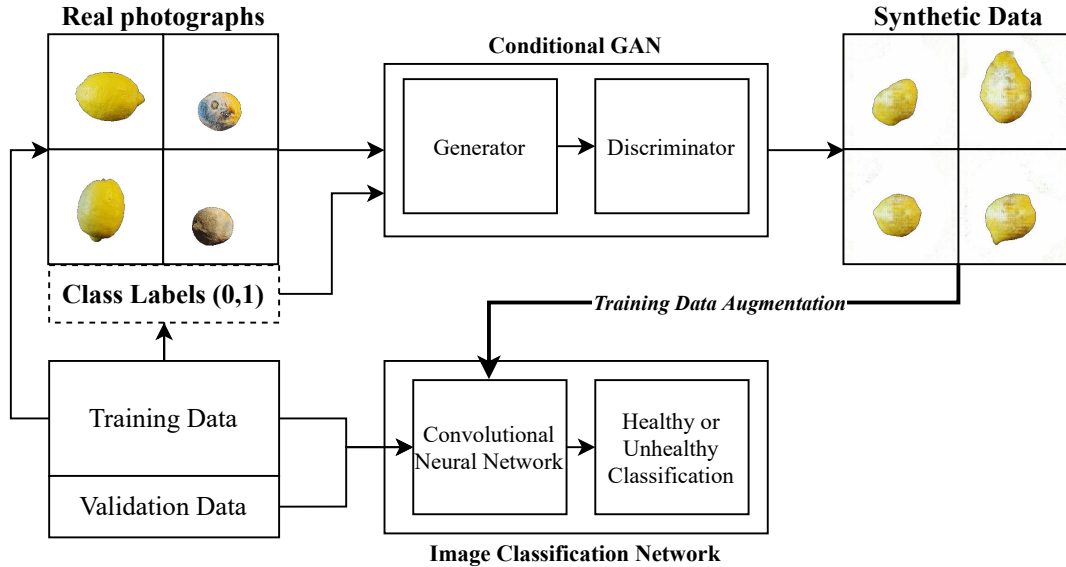 Real photographs
Synthetic Data
Conditional GAN
Generator
Discriminator
Class Labels (0,1)
Training Data Augmentation
Training Data
Validation Data
Convolutional
Neural Network
Healthy or
Unhealthy
Classification
Image Classification Network